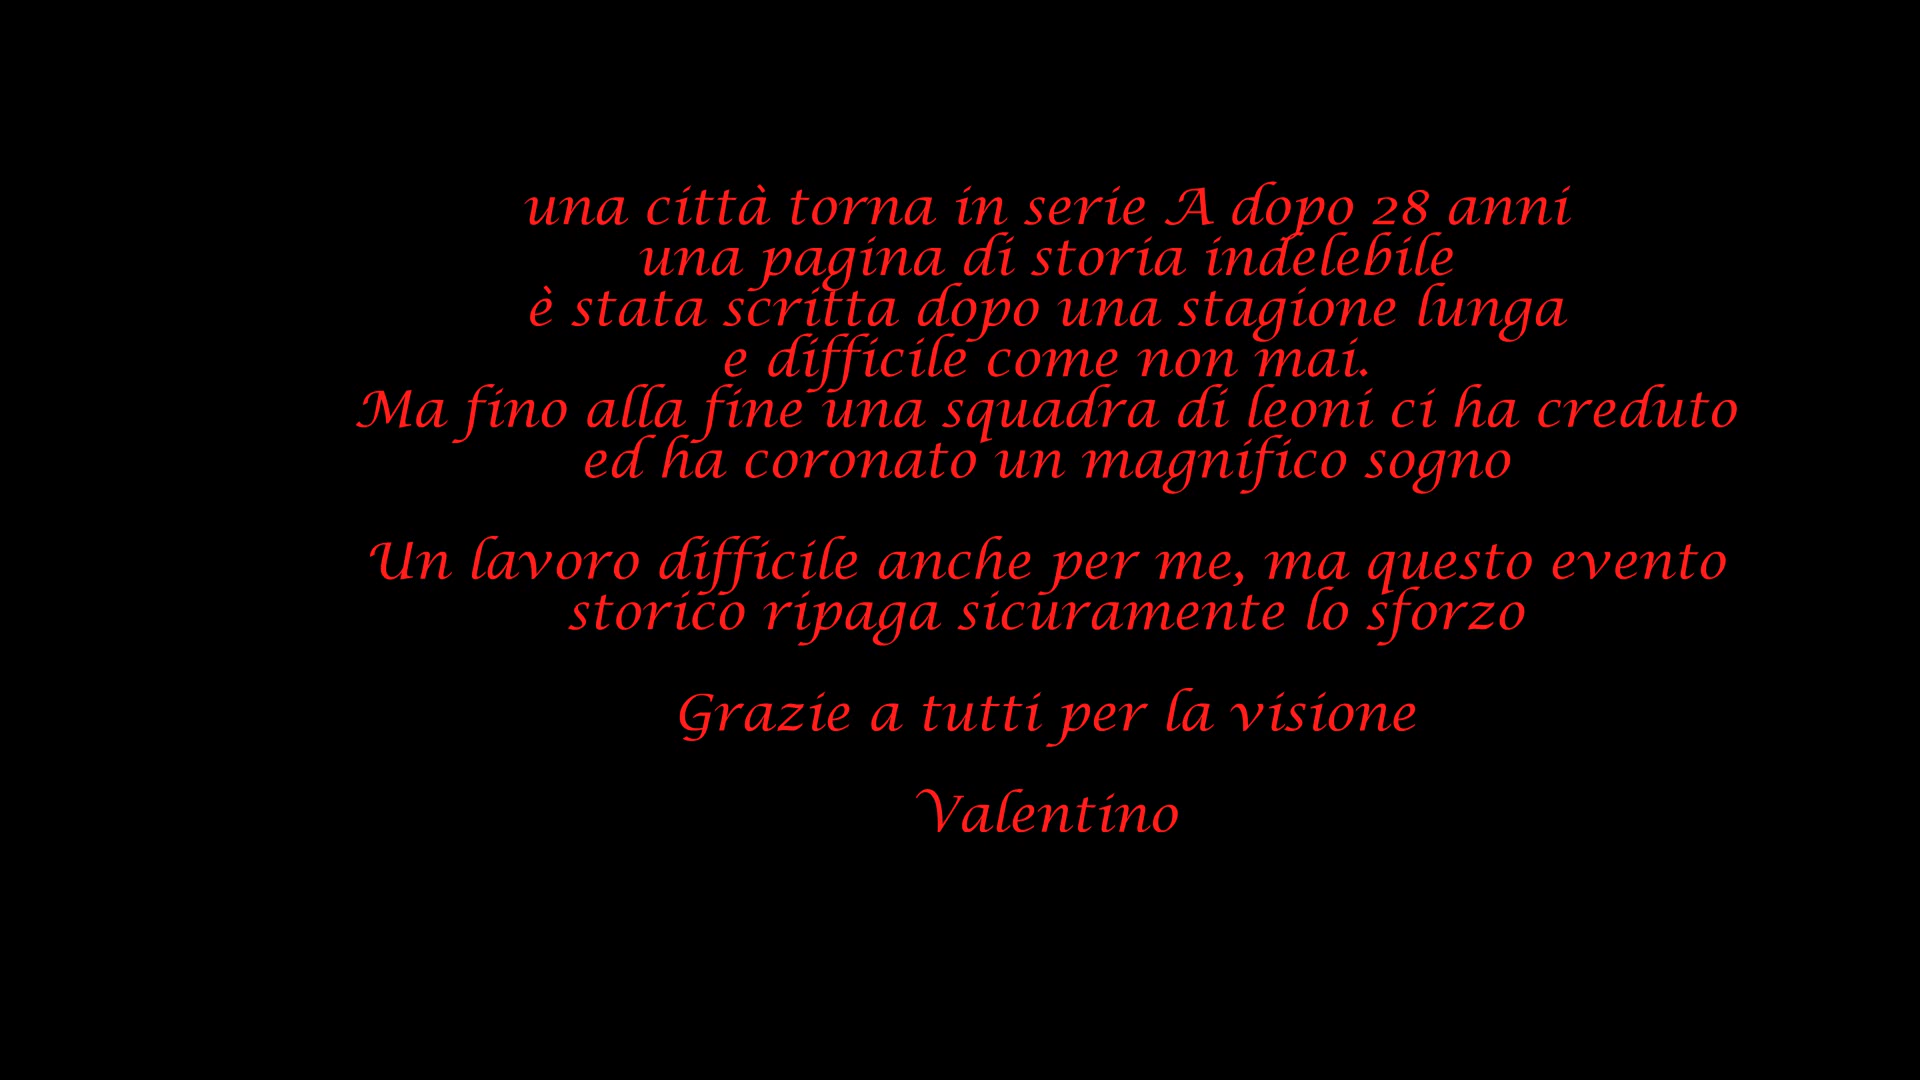 una città torna in serie A dopo 28 anni
una pagina di storia indelebile
è stata scritta dopo una stagione lunga
e difficile come non mai.
Ma fino alla fine una squadra di leoni ci ha creduto
ed ha coronato un magnifico sogno
Un lavoro difficile anche per me, ma questo evento
storico ripaga sicuramente lo sforzo
Grazie a tutti per la visione
Valentino